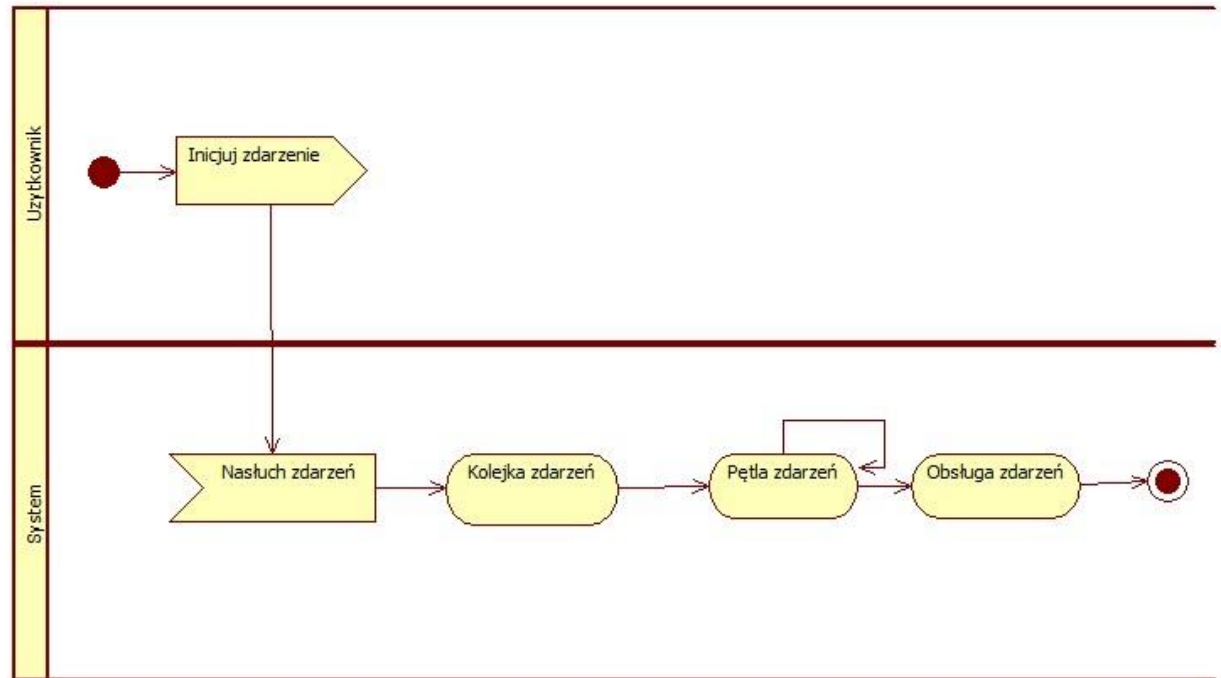 Uzytkownik
Inicjuj zdarzenie
System
Nasłuch zdarzeń
Kolejka zdarzeń
Pętla zdarzeń
Obsługa zdarzeń